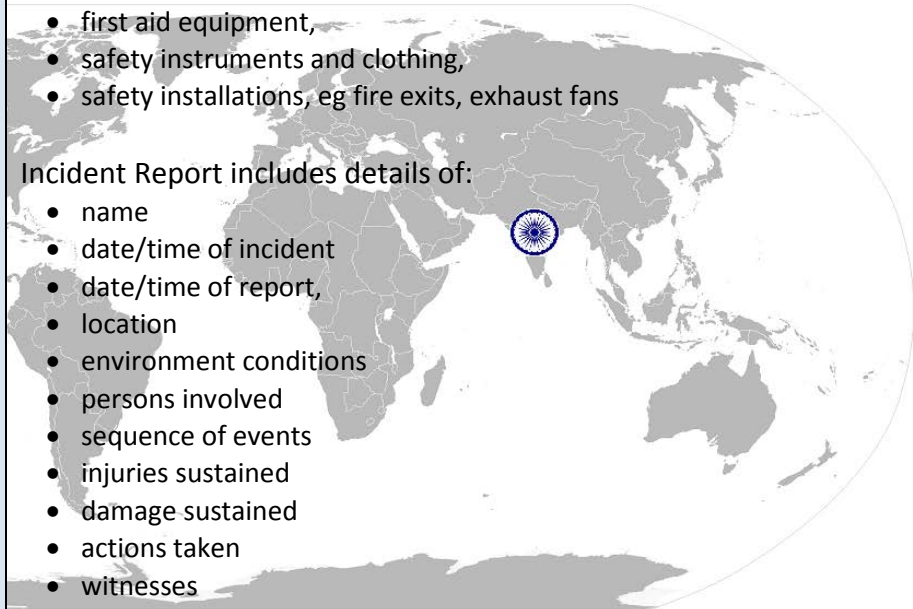 • first aid equipment,
• safety instruments and clothing,
• safety installations, eg fire exits, exhaust fans
Incident Report includes details of:
• name
• date/time of incident
• date/time of report,
• location
• environment conditions
• persons involved
• sequence of events
• injuries sustained
• damage sustained
• actions taken
• witnesses